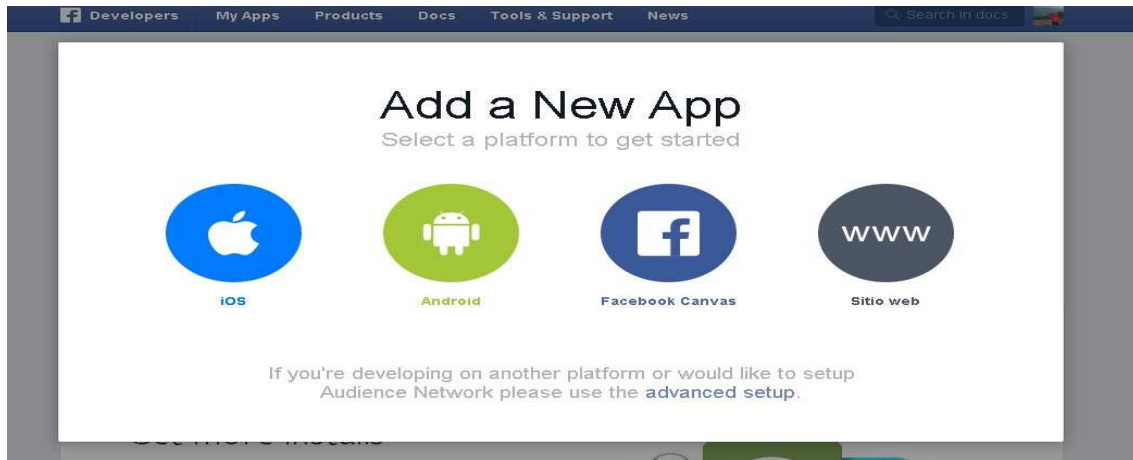 Developers My Apps Products Docs Tools & Support News Search in docs
Add a New App
Select a platform to get started
www
iOS Android Facebook Canvas Sitio web
If you're developing on another platform or would like to setup
Audience Network please use the advanced setup.